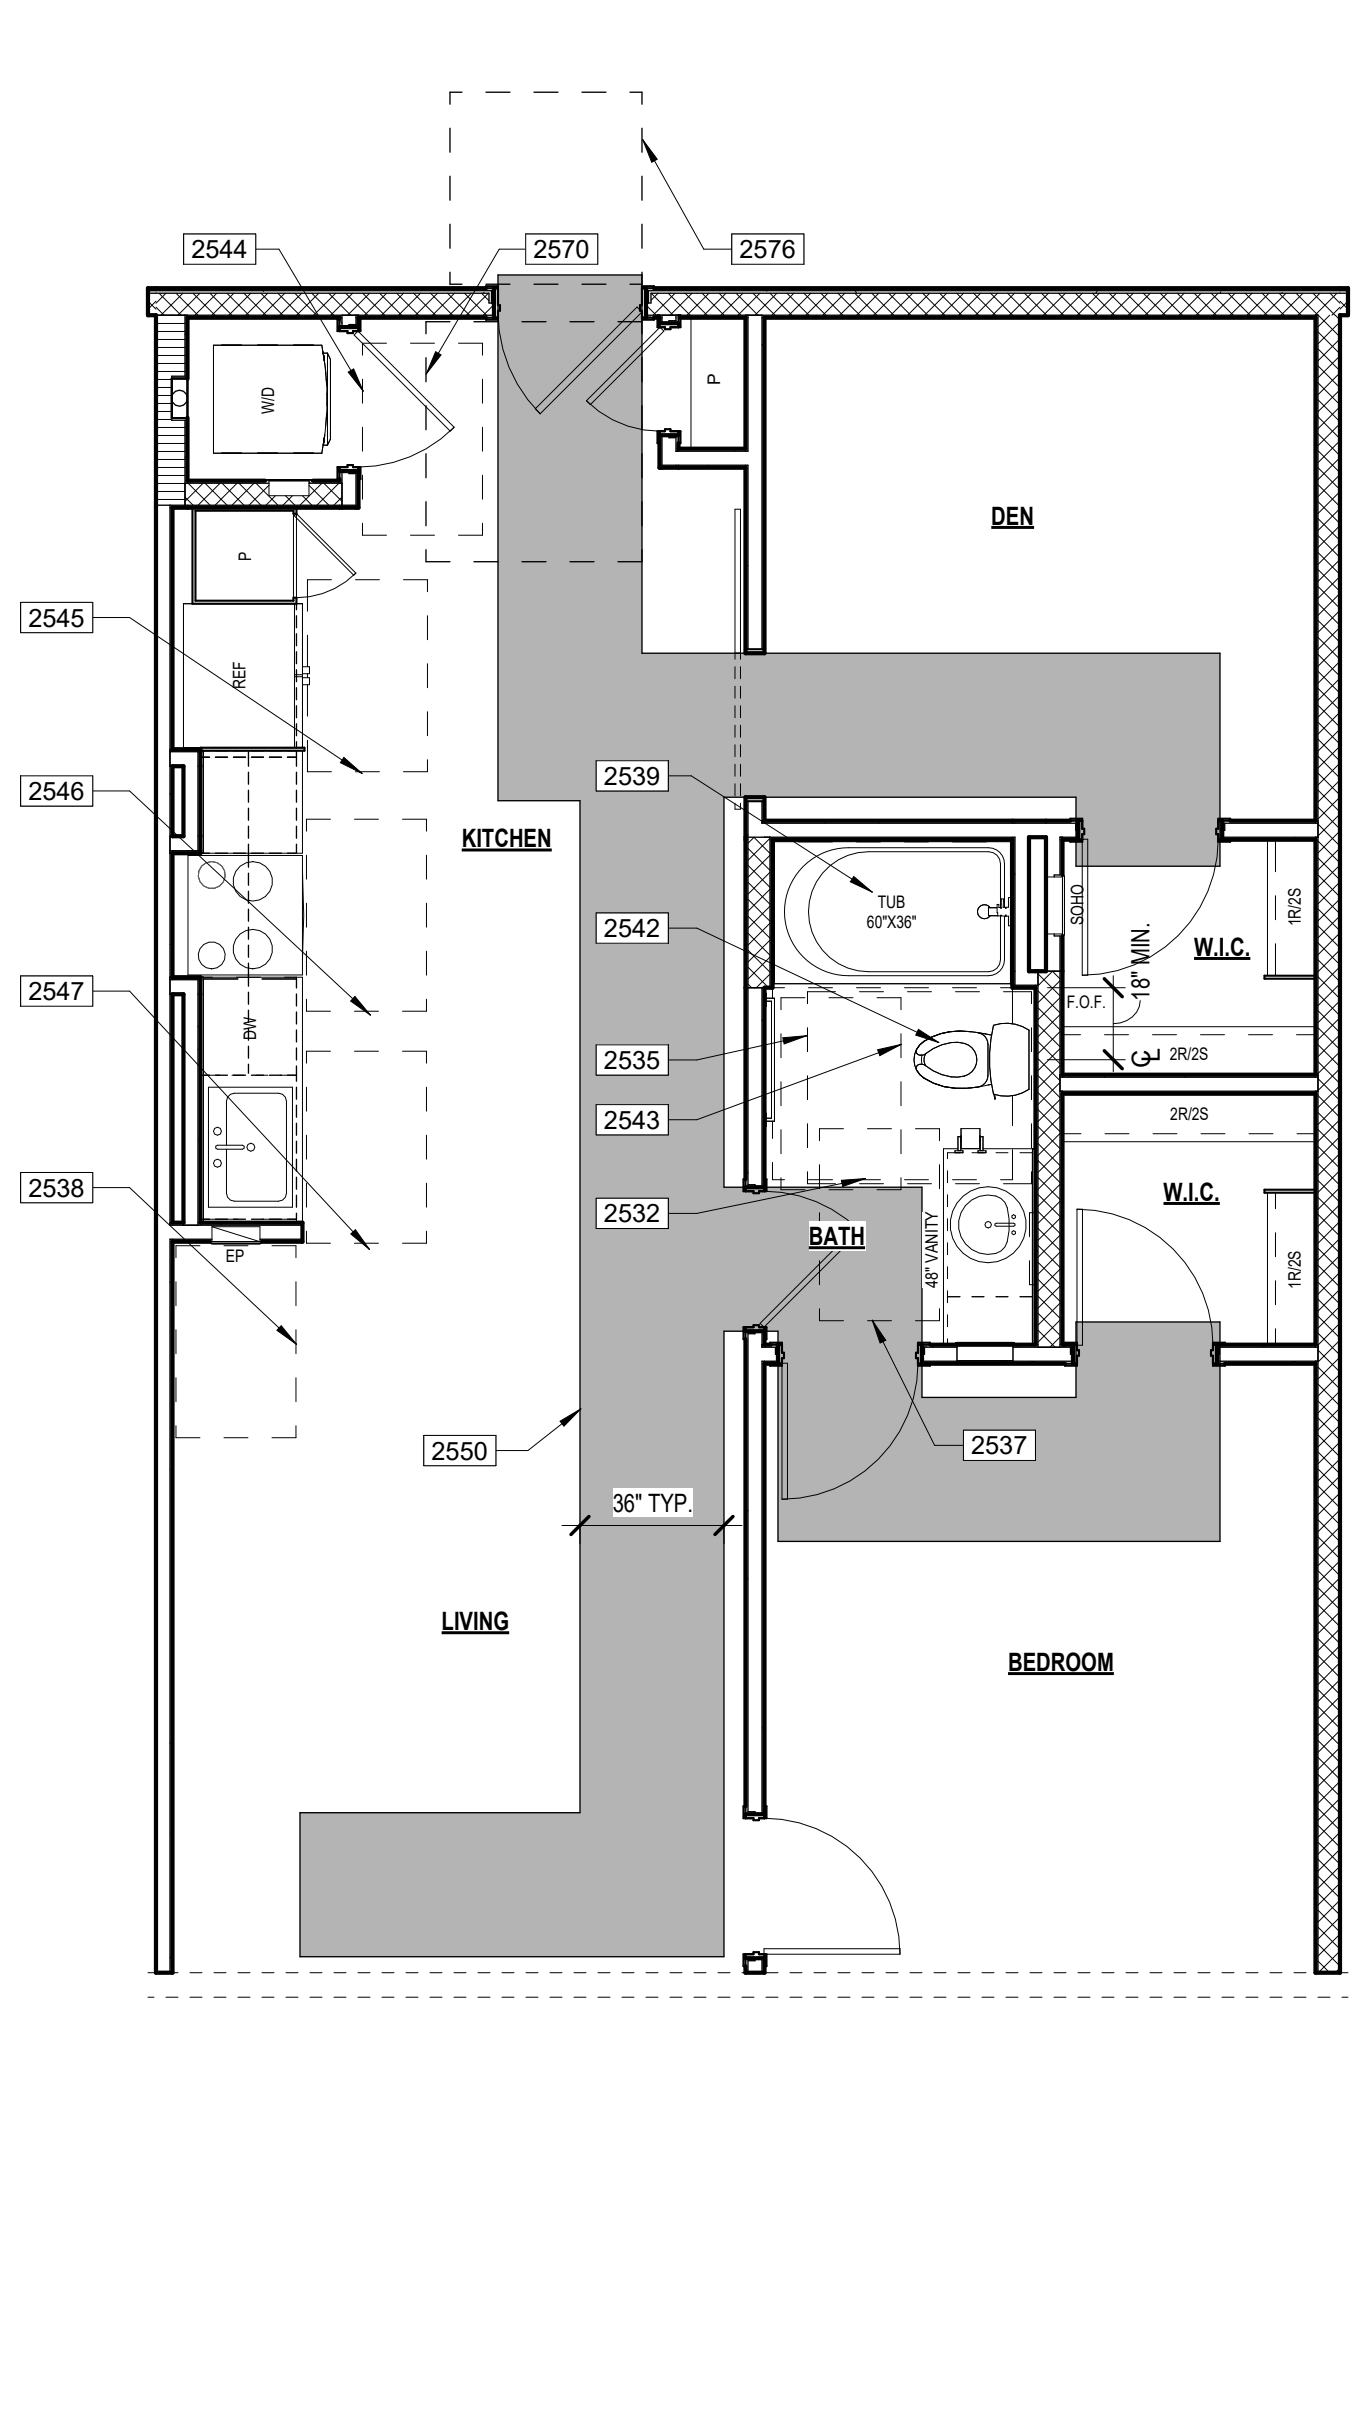 2544
2570
2576
W/D
P
DEN
P
2545
REF
2539
2546
KITCHEN
TUB
60"X36"
SOHO
1R/2S
2542
W.I.C.
18" MIN.
2547
F.O.F.
DW
2535
CL
2R/2S
2543
2R/2S
2538
W.I.C.
2532
BATH
48" VANITY
EP
1R/2S
2550
2537
36" TYP.
LIVING
BEDROOM